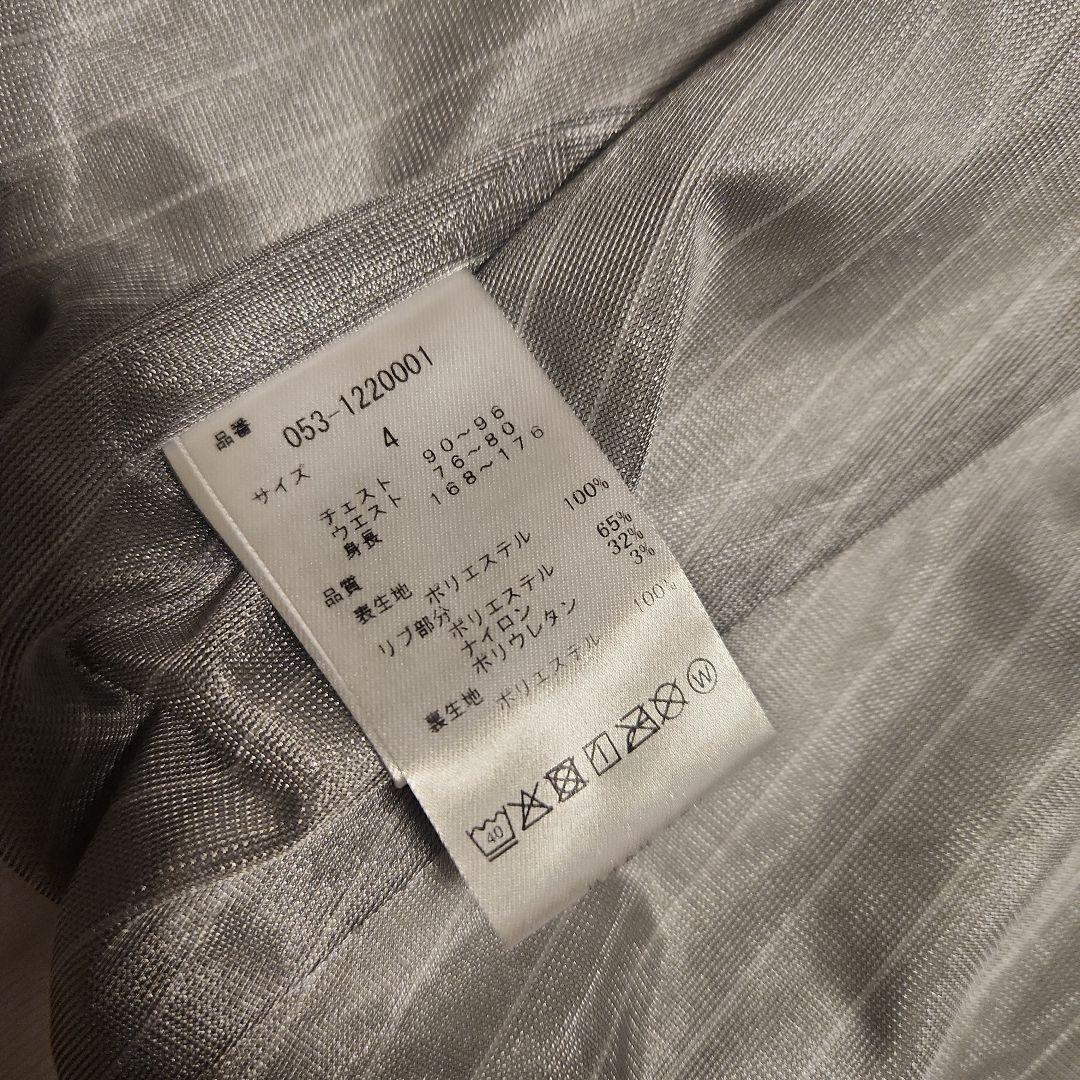 品番 053-1220001
サイズ 4
チェスト 90～96
ウエスト 76～80
身長 168～176
品質
表生地 ポリエステル 100%
リブ部分 ポリエステル 65%
ナイロン 32%
ポリウレタン 3%
裏生地 ポリエステル 100%
40 W